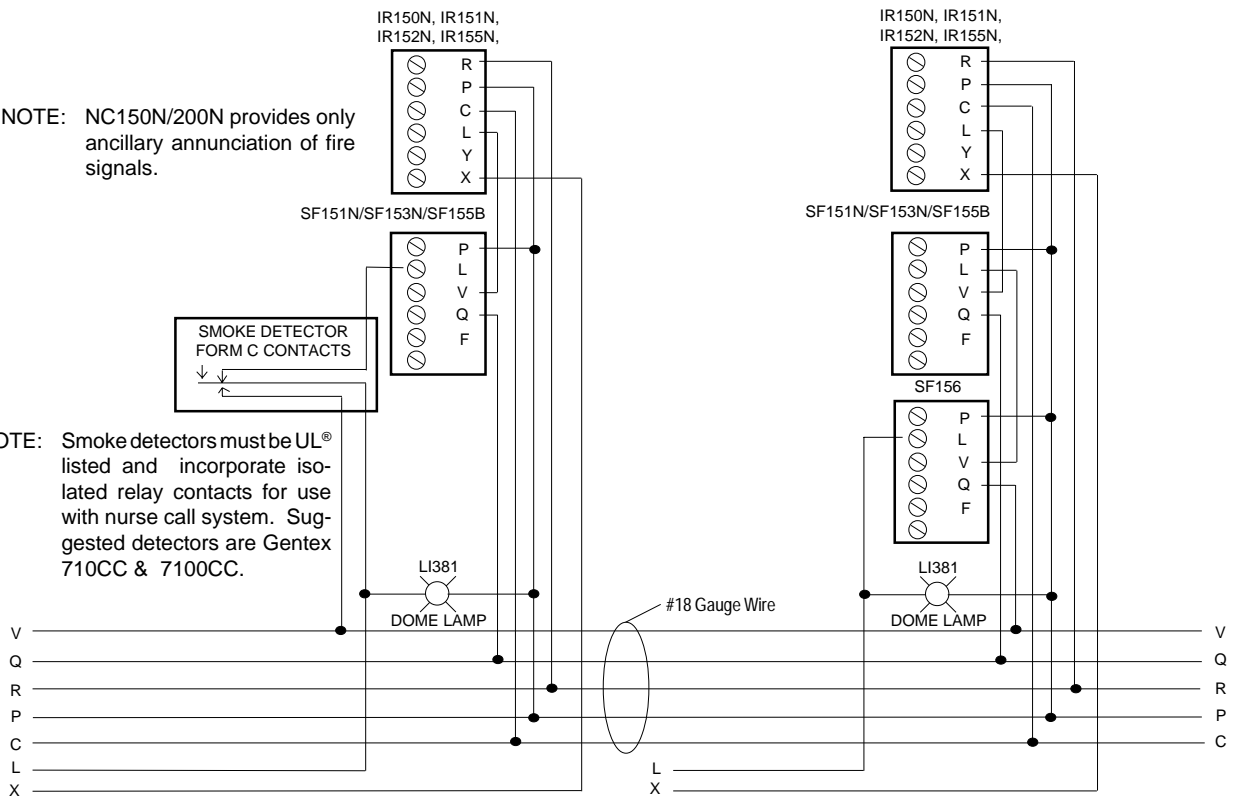 IR150N, IR151N,
IR152N, IR155N,
R
P
C
L
Y
X
NOTE: NC150N/200N provides only
ancillary annunciation of fire
signals.
SF151N/SF153N/SF155B
P
L
V
Q
F
SMOKE DETECTOR
FORM C CONTACTS
OTE: Smoke detectors must be UL®
listed and incorporate iso-
lated relay contacts for use
with nurse call system. Sug-
gested detectors are Gentex
710CC & 7100CC.
LI381
DOME LAMP
#18 Gauge Wire
IR150N, IR151N,
IR152N, IR155N,
R
P
C
L
Y
X
SF151N/SF153N/SF155B
P
L
V
Q
F
SF156
P
L
V
Q
F
LI381
DOME LAMP
V V
Q Q
R R
P P
C C
L L
X X